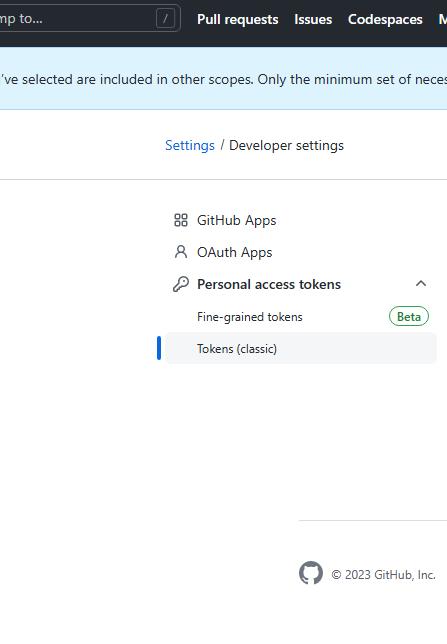 mp to...
/
Pull requests
Issues
Codespaces
M
've selected are included in other scopes. Only the minimum set of neces
Settings / Developer settings
GitHub Apps
OAuth Apps
Personal access tokens
Fine-grained tokens
Beta
Tokens (classic)
© 2023 GitHub, Inc.